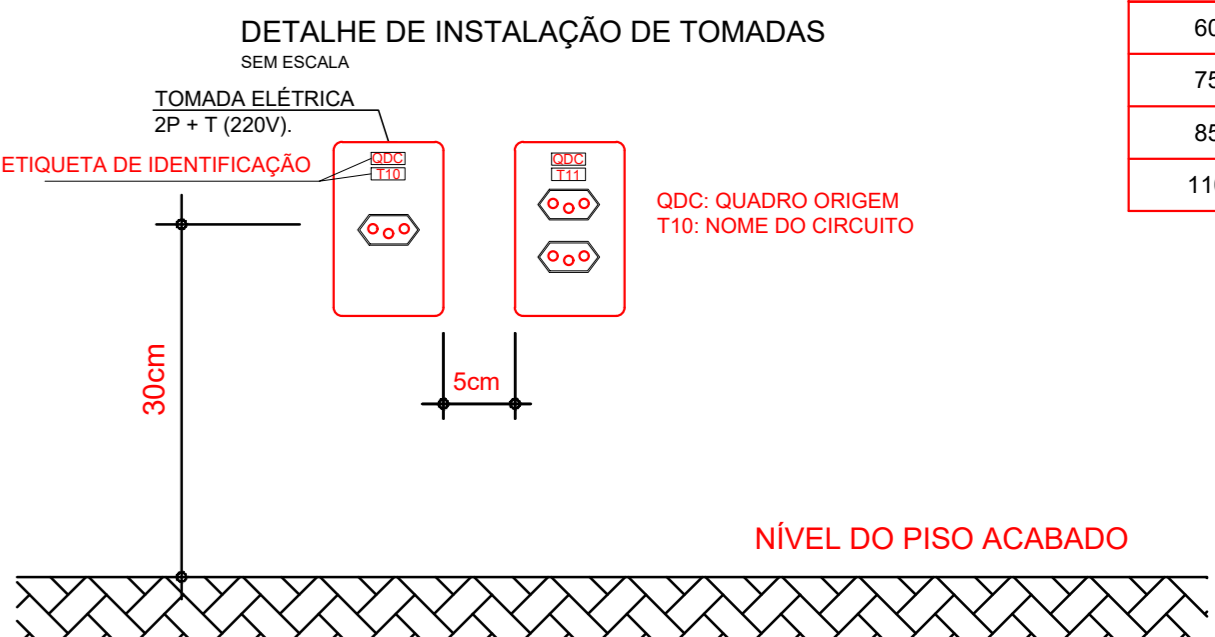 DETALHE DE INSTALAÇÃO DE TOMADAS
SEM ESCALA
TOMADA ELÉTRICA
2P + T (220V).
ETIQUETA DE IDENTIFICAÇÃO
QDC
T10
QDC
T11
QDC: QUADRO ORIGEM
T10: NOME DO CIRCUITO
30cm
5cm
NÍVEL DO PISO ACABADO